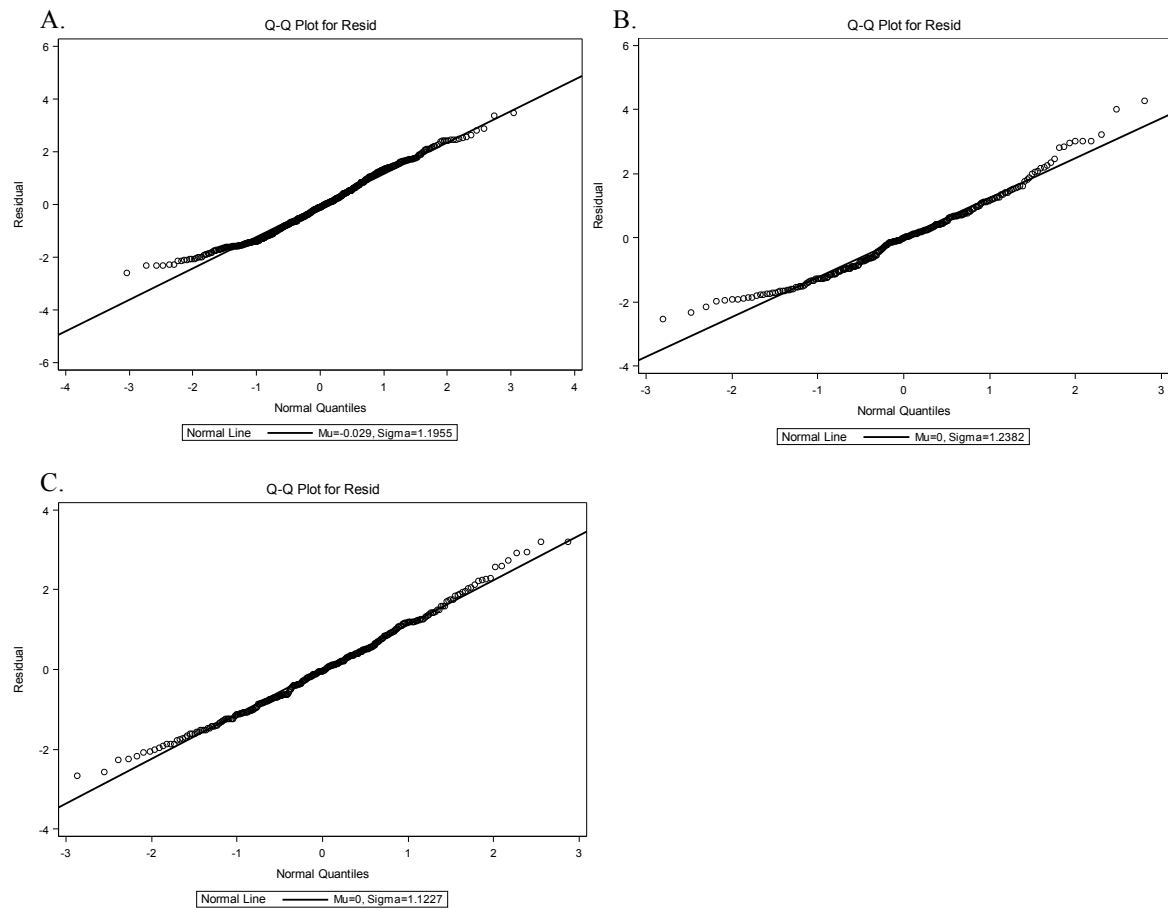 A.
Q-Q Plot for Resid
6
4
2
0
-2
-4
-6
Residual
-4 -3 -2 -1 0 1 2 3 4
Normal Quantiles
Normal Line Mu=-0.029, Sigma=1.1955
B.
Q-Q Plot for Resid
6
4
2
0
-2
-4
Residual
-3 -2 -1 0 1 2 3
Normal Quantiles
Normal Line Mu=0, Sigma=1.2382
C.
Q-Q Plot for Resid
4
2
0
-2
-4
Residual
-3 -2 -1 0 1 2 3
Normal Quantiles
Normal Line Mu=0, Sigma=1.1227